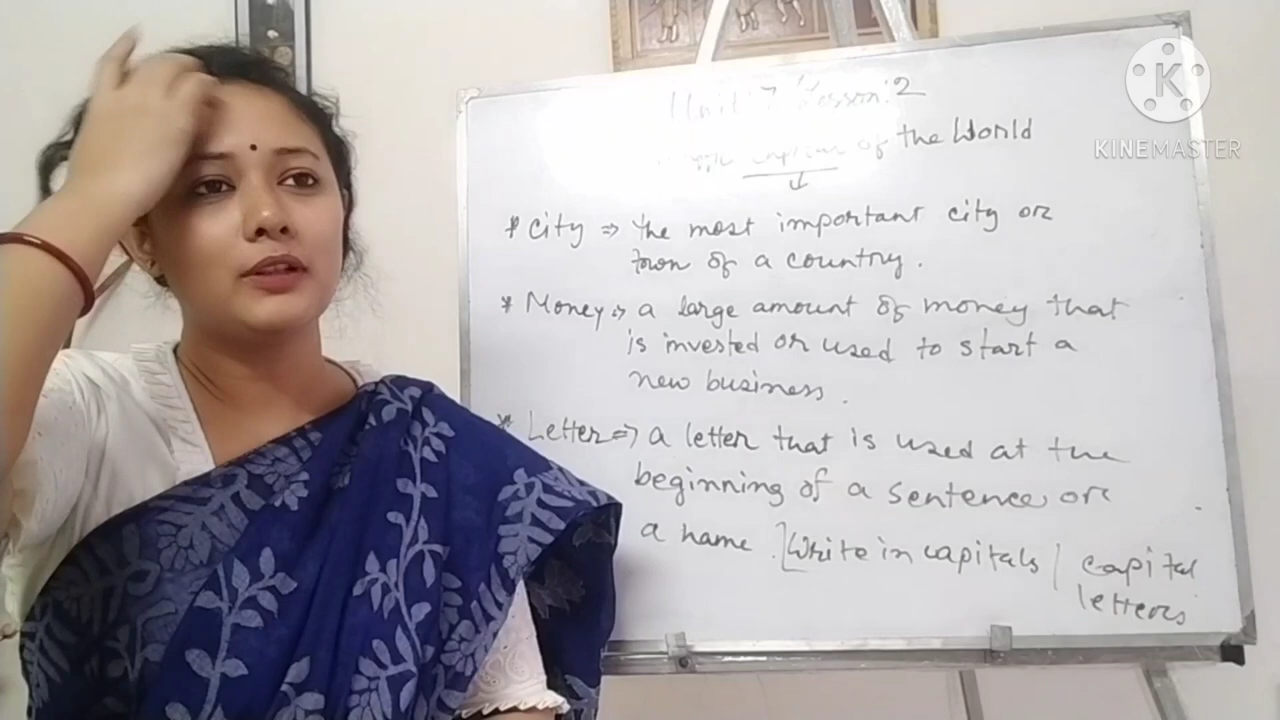 Unit: 7 Lesson: 2
of the World
* City ⇒ the most important city or
town of a country.
* Money ⇒ a large amount of money that
is invested or used to start a
new business.
* Letter ⇒ a letter that is used at the
beginning of a sentence or
a name. [Write in capitals / capital
letters
K
KINEMASTER